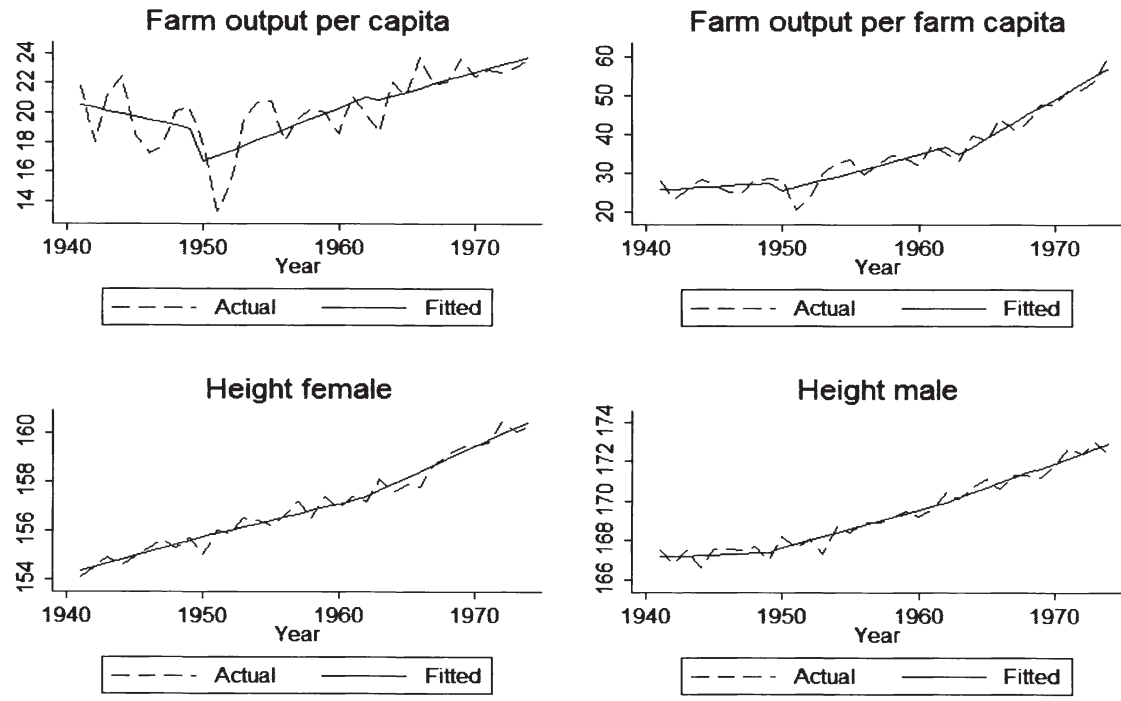 Farm output per capita
14 16 18 20 22 24
1940 1950 1960 1970
Year
Actual Fitted
Farm output per farm capita
20 30 40 50 60
1940 1950 1960 1970
Year
Actual Fitted
Height female
154 156 158 160
1940 1950 1960 1970
Year
Actual Fitted
Height male
166 168 170 172 174
1940 1950 1960 1970
Year
Actual Fitted